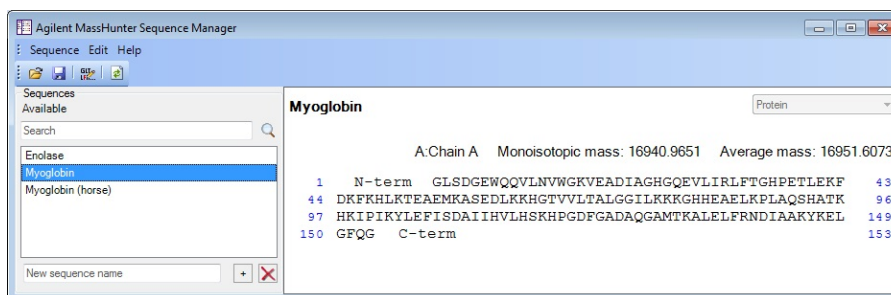 Agilent MassHunter Sequence Manager
Sequence Edit Help
Sequences
Available
Search
Enolase
Myoglobin
Myoglobin (horse)
New sequence name +
Myoglobin
Protein
A:Chain A Monoisotopic mass: 16940.9651 Average mass: 16951.6073
1 N-term GLSDGEWQQVLNVWGKVEADIAGHGQEVLIRLFTGHPETLEKF 43
44 DKFKHLKTEAEMKASEDLKKHGTVVLTALGGILKKKGHHEAELKPLAQSHATK 96
97 HKIPIKYLEFISDAIIHVLHSKHPGDFGADAQGAMTKALELFRNDIAAKYKEL 149
150 GFQG C-term 153